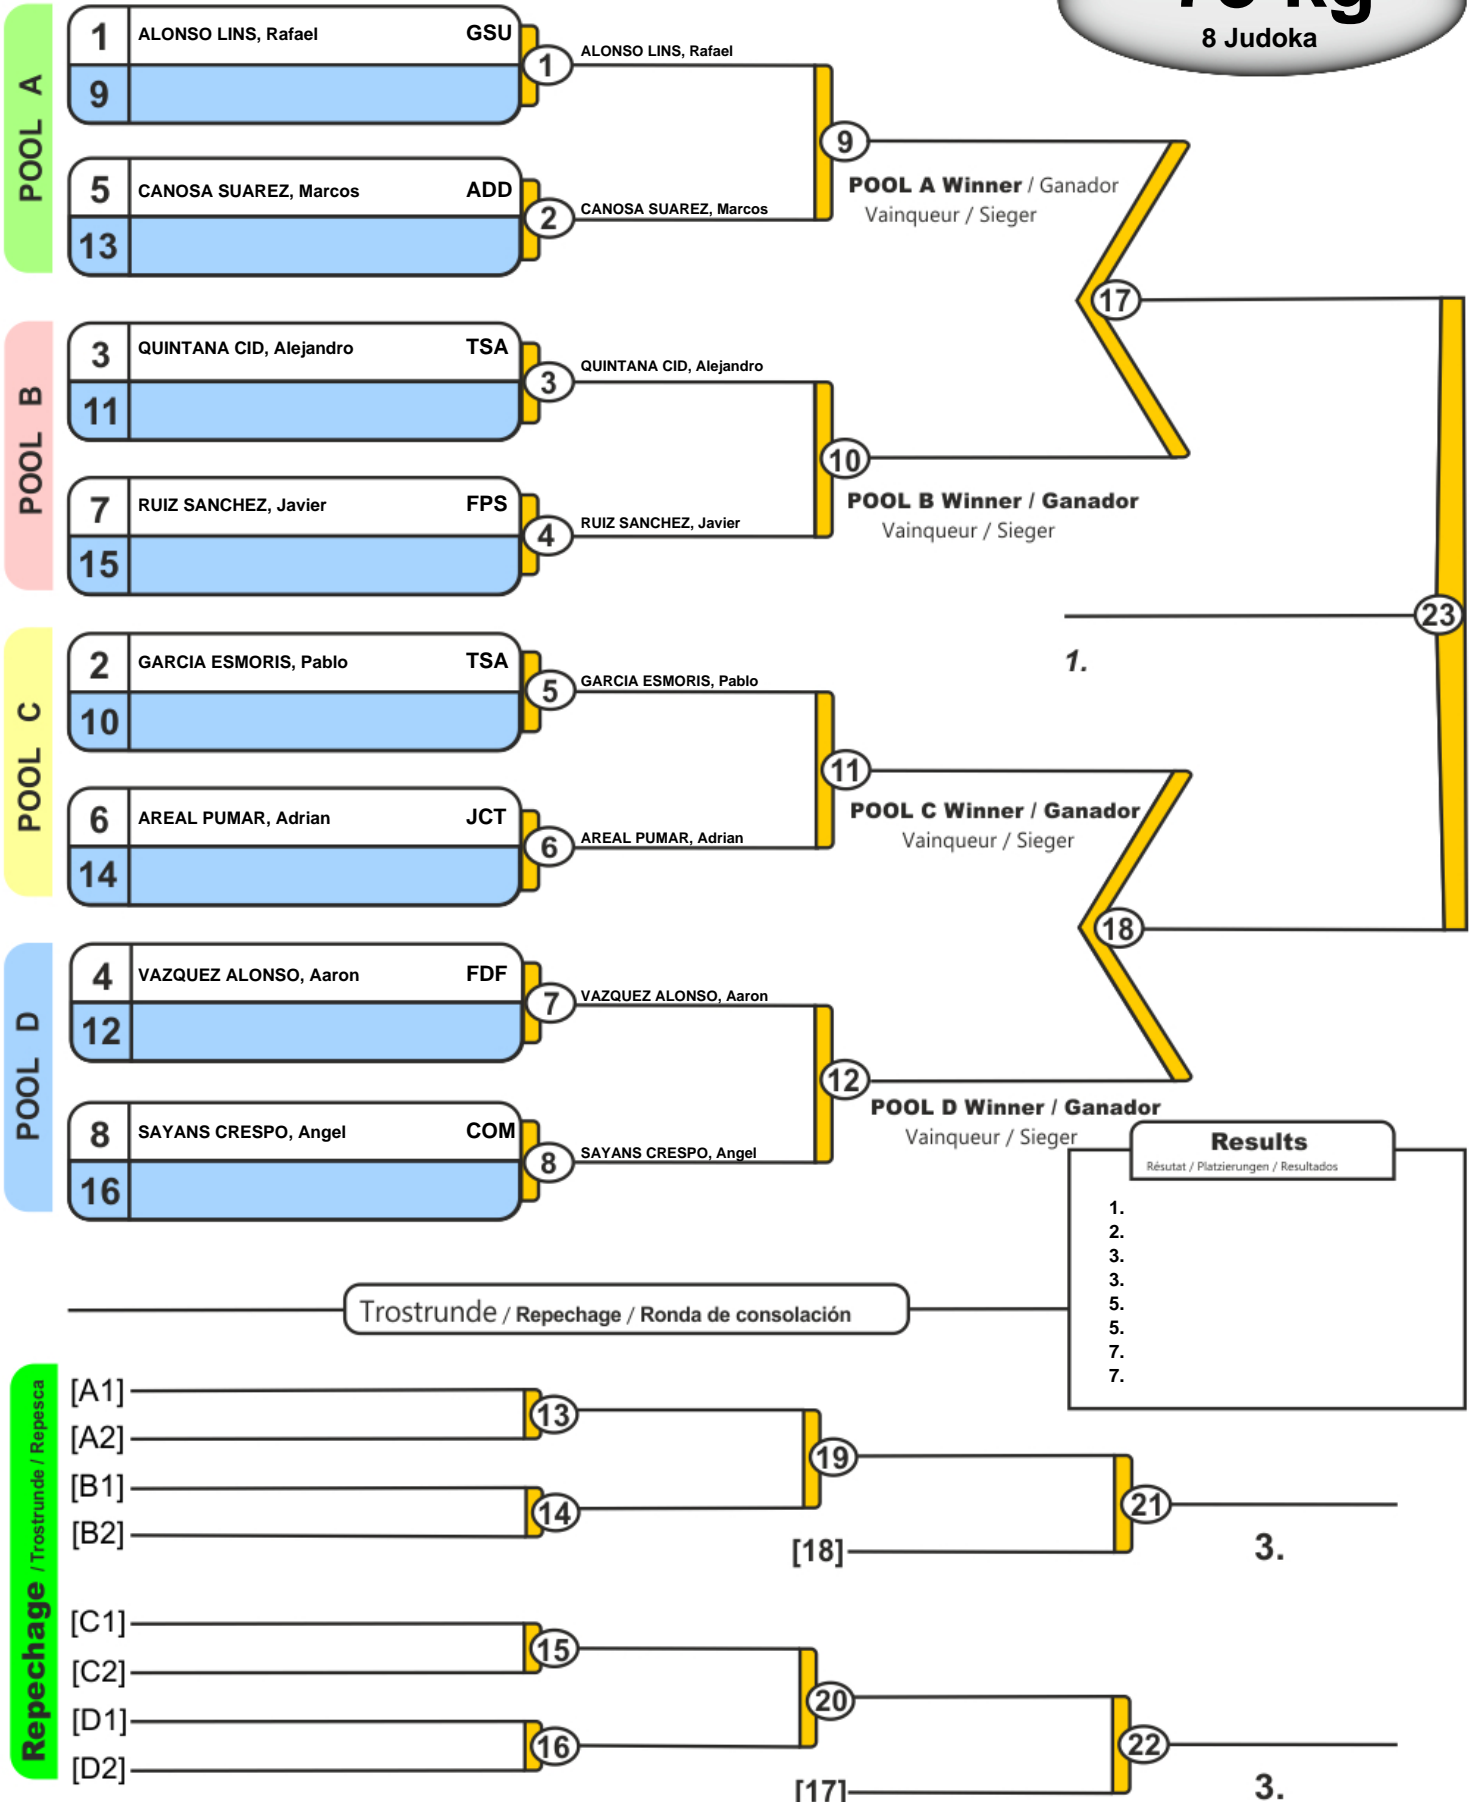 8 Judoka
POOL A
1 ALONSO LINS, Rafael GSU
9
5 CANOSA SUAREZ, Marcos ADD
13
1
ALONSO LINS, Rafael
2
CANOSA SUAREZ, Marcos
9
POOL A Winner / Ganador
Vainqueur / Sieger
17
POOL B
3 QUINTANA CID, Alejandro TSA
11
7 RUIZ SANCHEZ, Javier FPS
15
3
QUINTANA CID, Alejandro
4
RUIZ SANCHEZ, Javier
10
POOL B Winner / Ganador
Vainqueur / Sieger
23
1.
POOL C
2 GARCIA ESMORIS, Pablo TSA
10
6 AREAL PUMAR, Adrian JCT
14
5
GARCIA ESMORIS, Pablo
6
AREAL PUMAR, Adrian
11
POOL C Winner / Ganador
Vainqueur / Sieger
18
POOL D
4 VAZQUEZ ALONSO, Aaron FDF
12
8 SAYANS CRESPO, Angel COM
16
7
VAZQUEZ ALONSO, Aaron
8
SAYANS CRESPO, Angel
12
POOL D Winner / Ganador
Vainqueur / Sieger
Results
Résutat / Platzierungen / Resultados
1.
2.
3.
3.
5.
5.
7.
7.
Trostrunde / Repechage / Ronda de consolación
Repechage / Trostrunde / Repesca
[A1]
[A2]
13
[B1]
[B2]
14
19
[18]
21
3.
[C1]
[C2]
15
[D1]
[D2]
16
20
[17]
22
3.